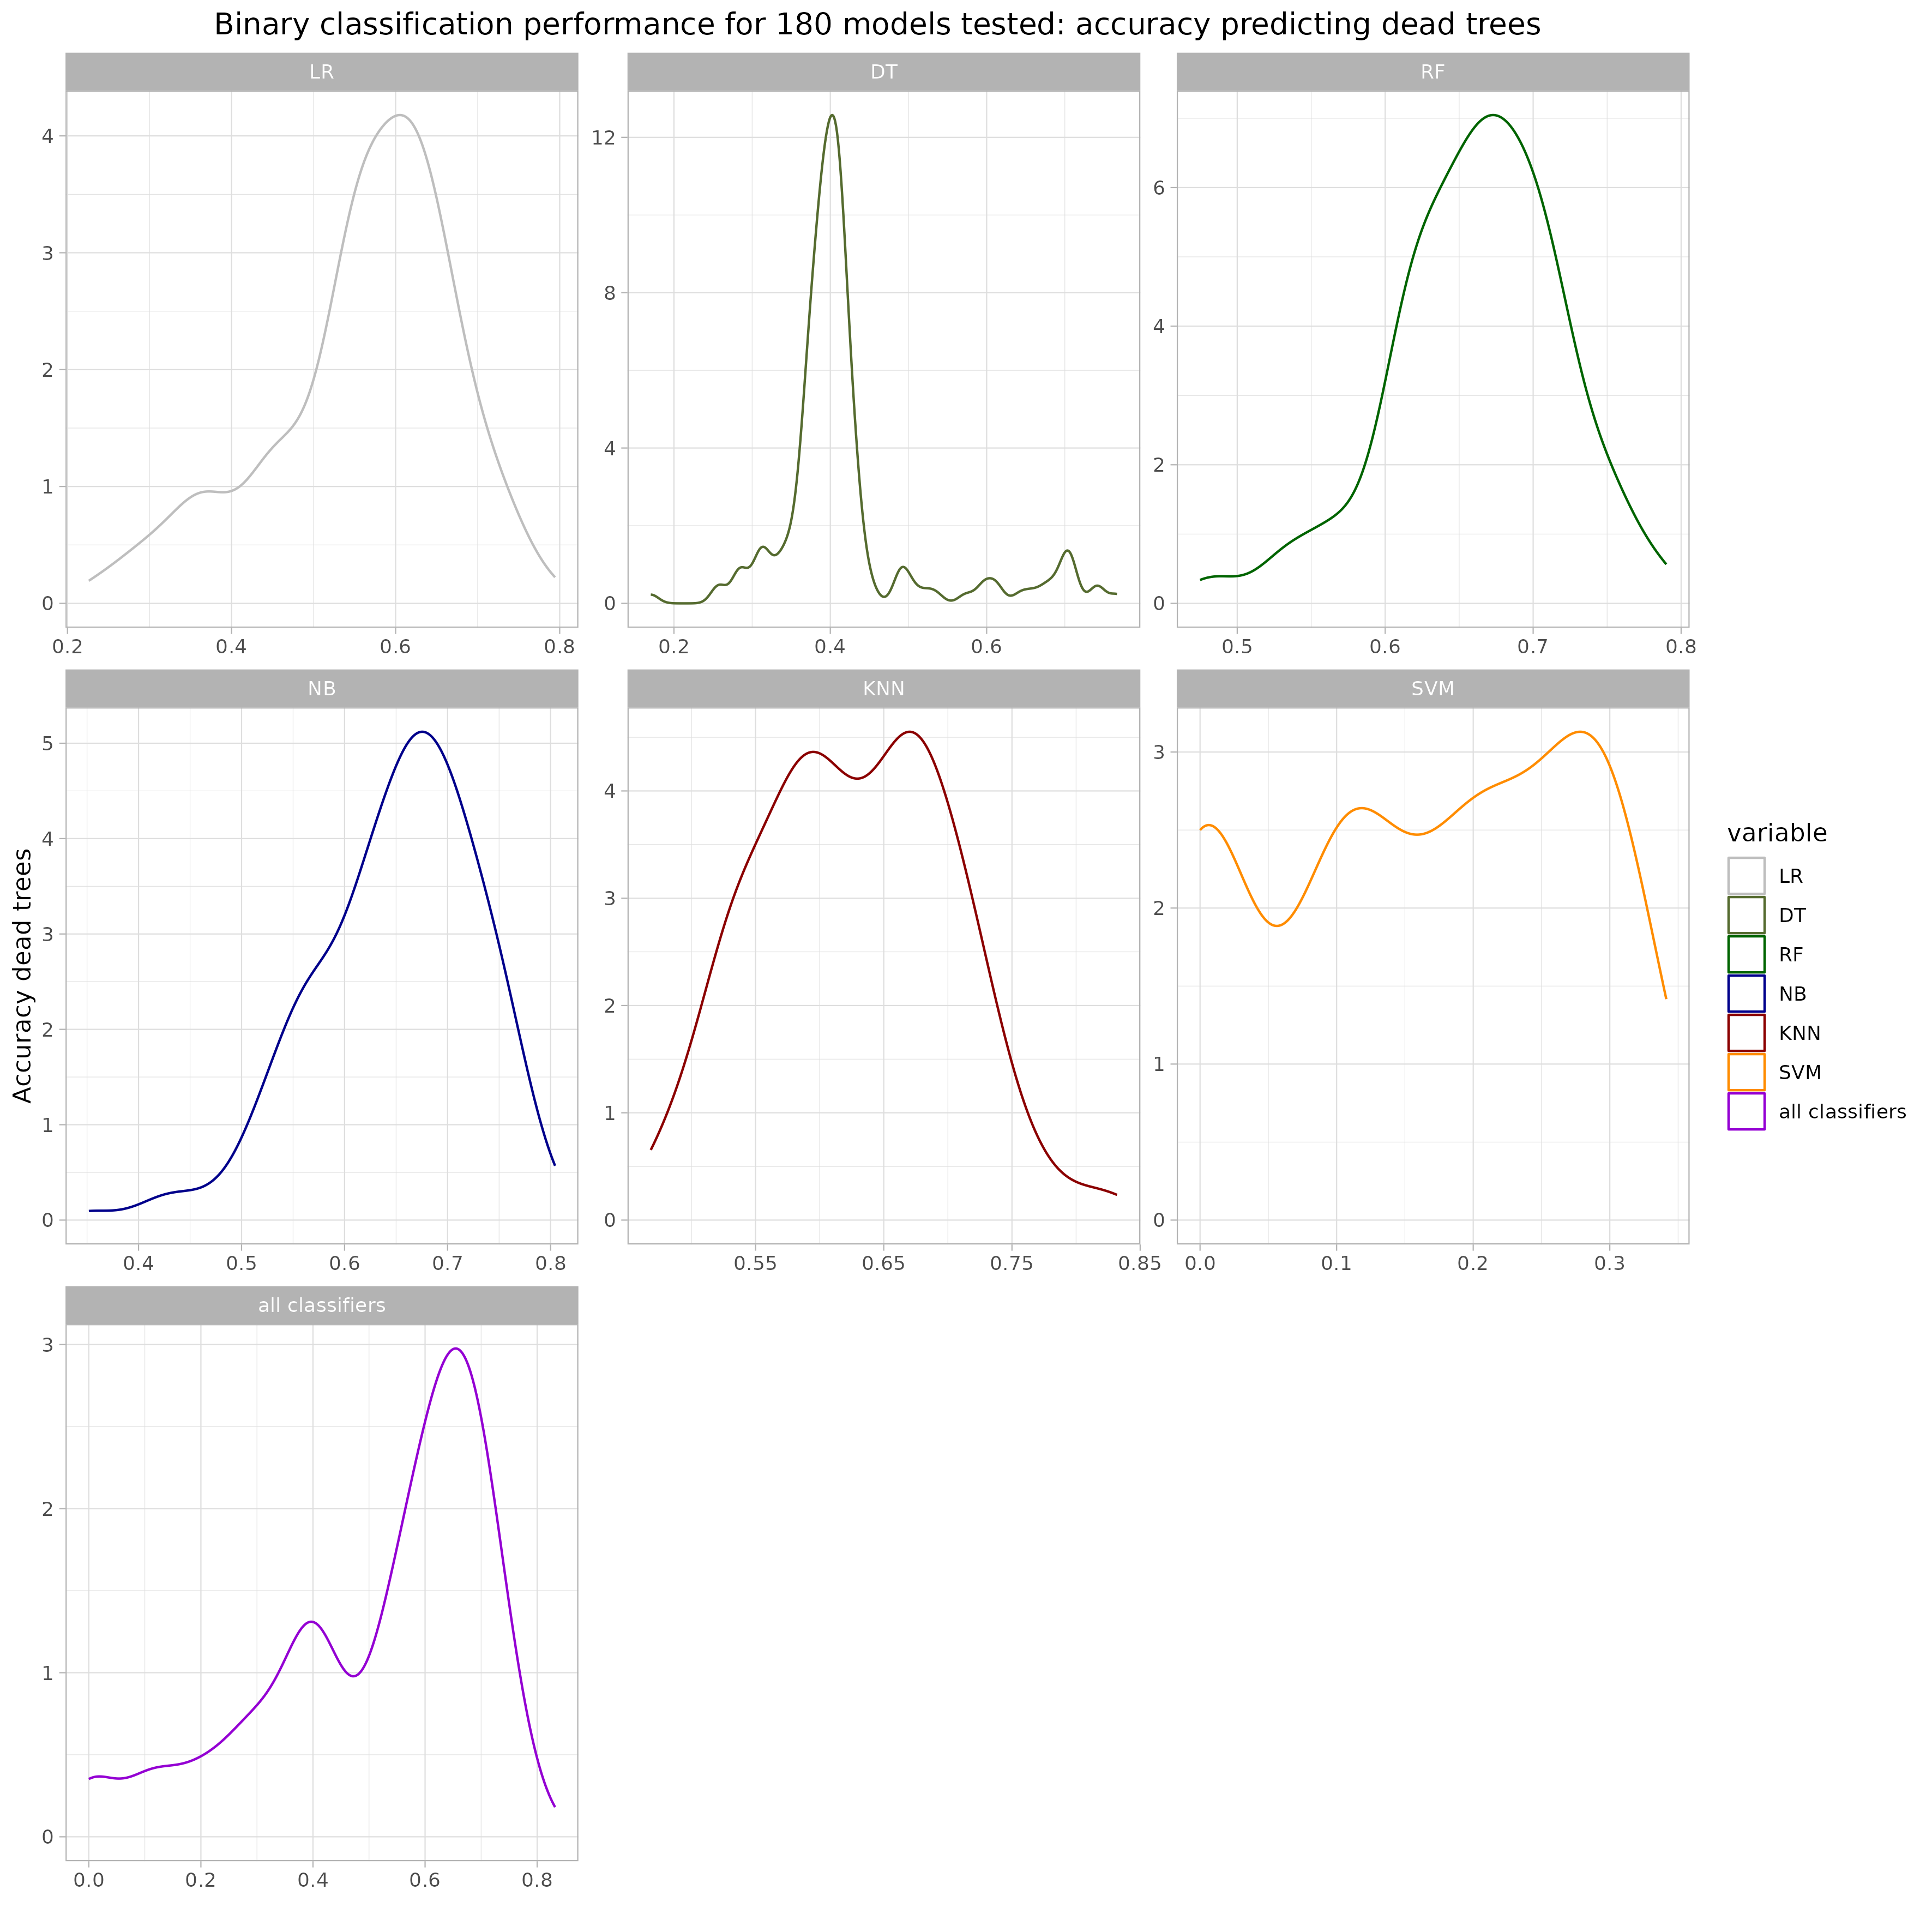 Binary classification performance for 180 models tested: accuracy predicting dead trees
LR DT RF
4
3
2
1
0
12
8
4
0
6
4
2
0
0.2 0.4 0.6 0.8
0.2 0.4 0.6
0.5 0.6 0.7 0.8
NB KNN SVM
5
4
3
2
1
0
4
3
2
1
0
3
2
1
0
0.4 0.5 0.6 0.7 0.8
0.55 0.65 0.75 0.85
0.0 0.1 0.2 0.3
all classifiers
3
2
1
0
0.0 0.2 0.4 0.6 0.8
Accuracy dead trees
variable
LR
DT
RF
NB
KNN
SVM
all classifiers